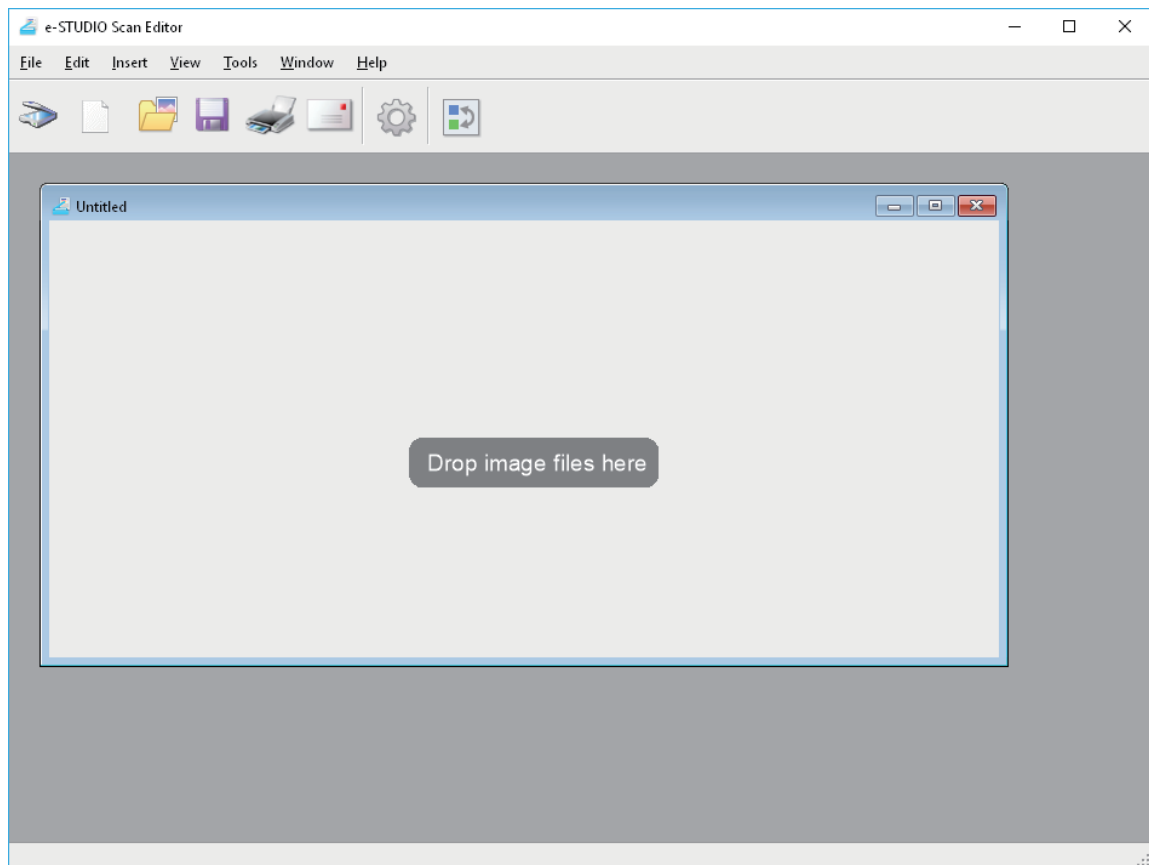 e-STUDIO Scan Editor
File Edit Insert View Tools Window Help
Untitled
Drop image files here